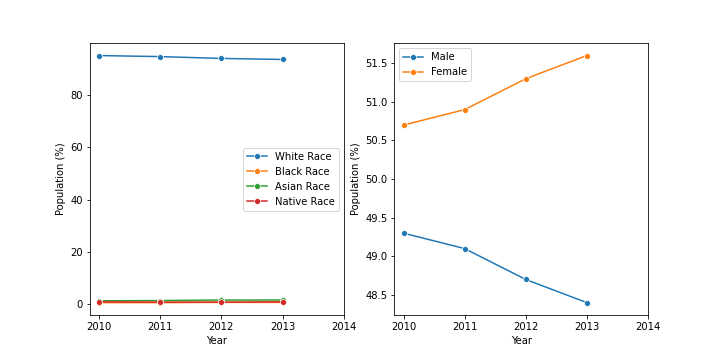 Population (%)
80
60
40
20
0
White Race
Black Race
Asian Race
Native Race
2010 2011 2012 2013 2014
Year
Population (%)
51.5
51.0
50.5
50.0
49.5
49.0
48.5
Male
Female
2010 2011 2012 2013 2014
Year